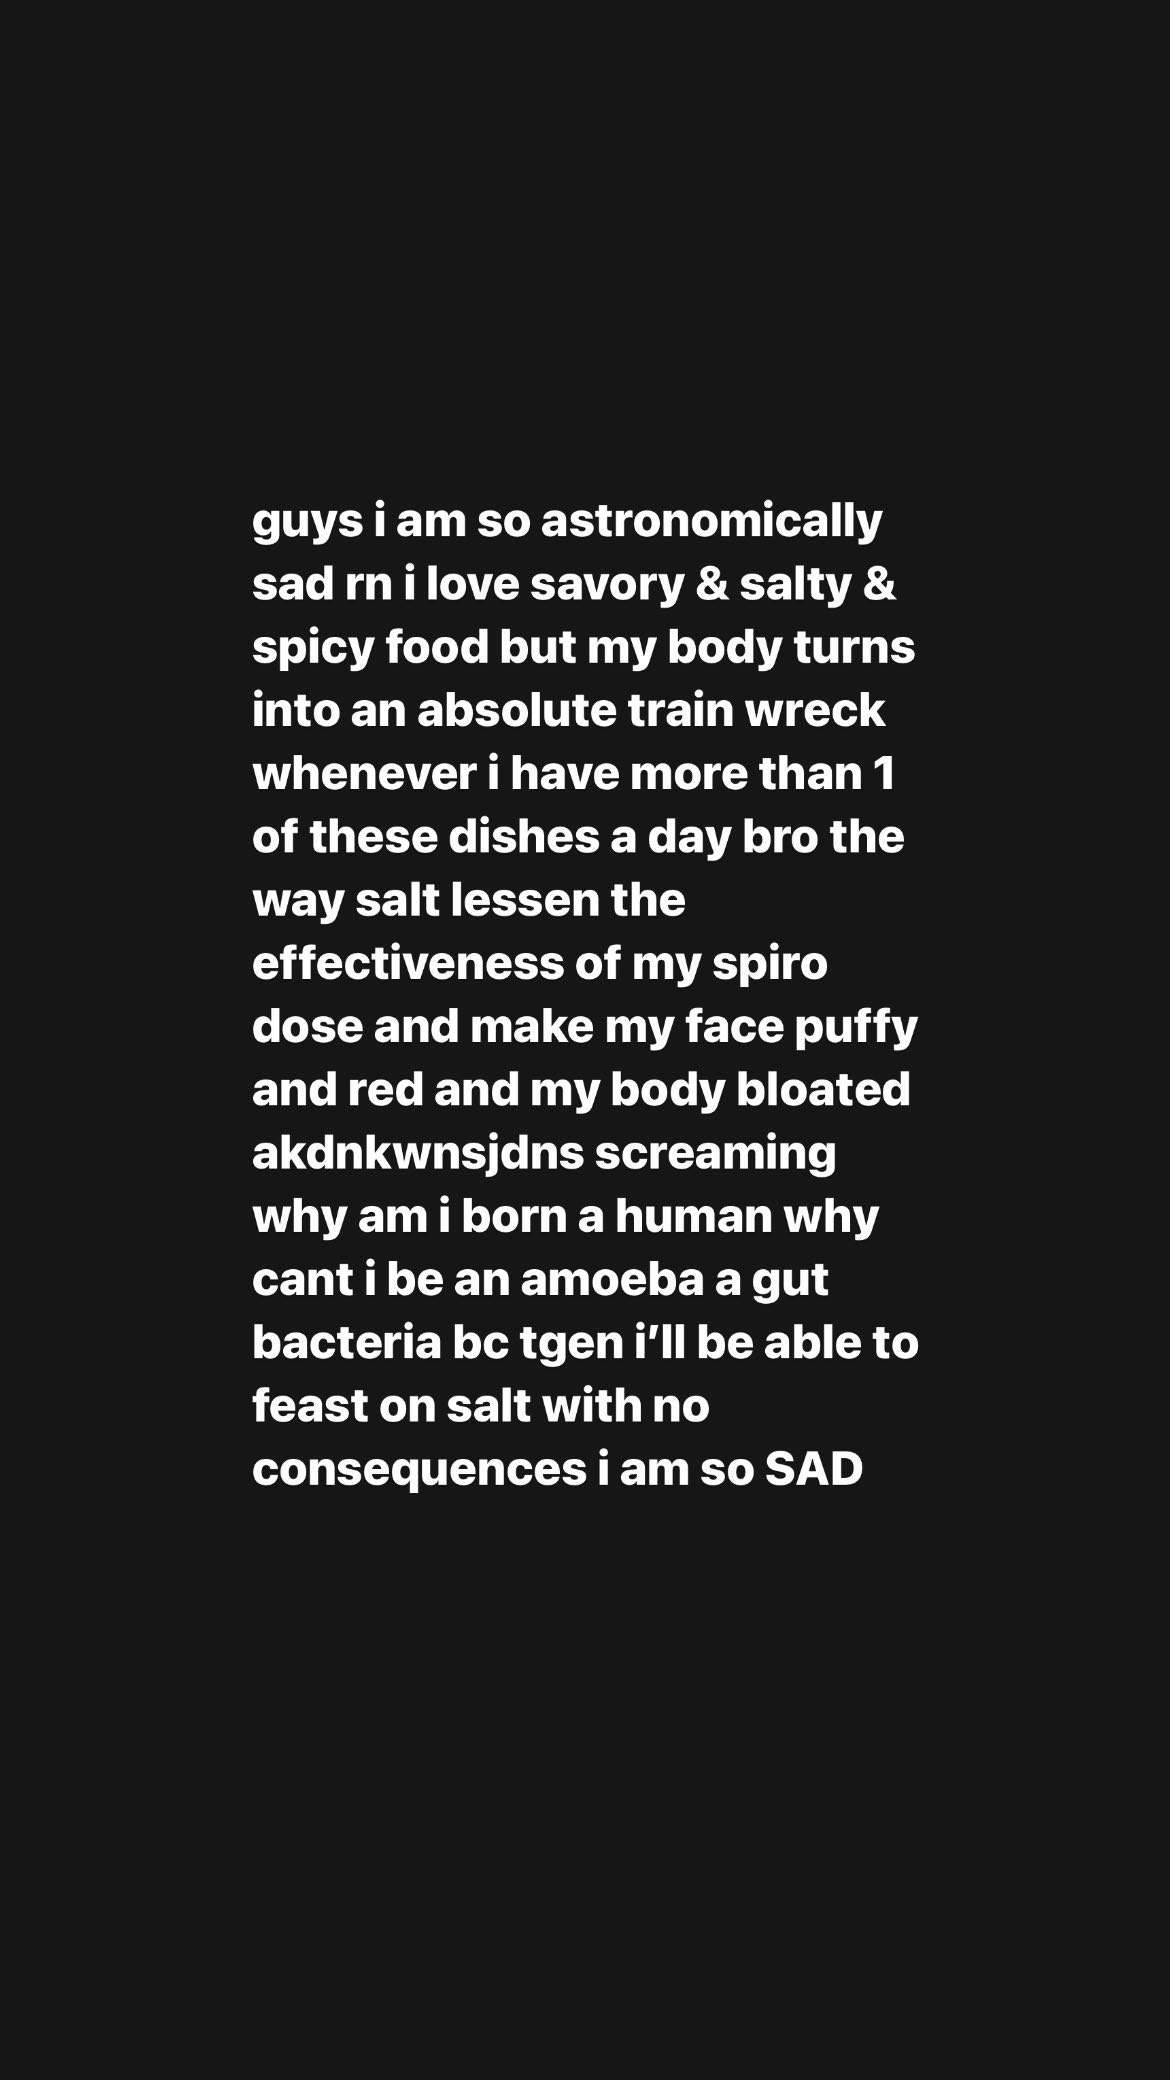 guys i am so astronomically
sad rn i love savory & salty &
spicy food but my body turns
into an absolute train wreck
whenever i have more than 1
of these dishes a day bro the
way salt lessen the
effectiveness of my spiro
dose and make my face puffy
and red and my body bloated
akdnkwnsjdns screaming
why am i born a human why
cant i be an amoeba a gut
bacteria bc tgen i’ll be able to
feast on salt with no
consequences i am so SAD